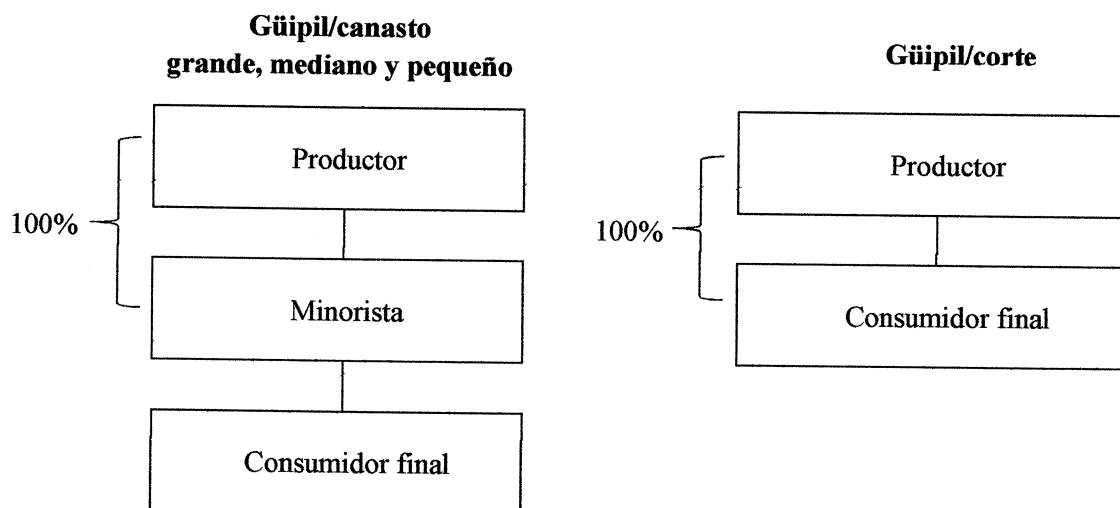 Güipil/canasto
grande, mediano y pequeño
Productor
100%
Minorista
Consumidor final
Güipil/corte
Productor
100%
Consumidor final